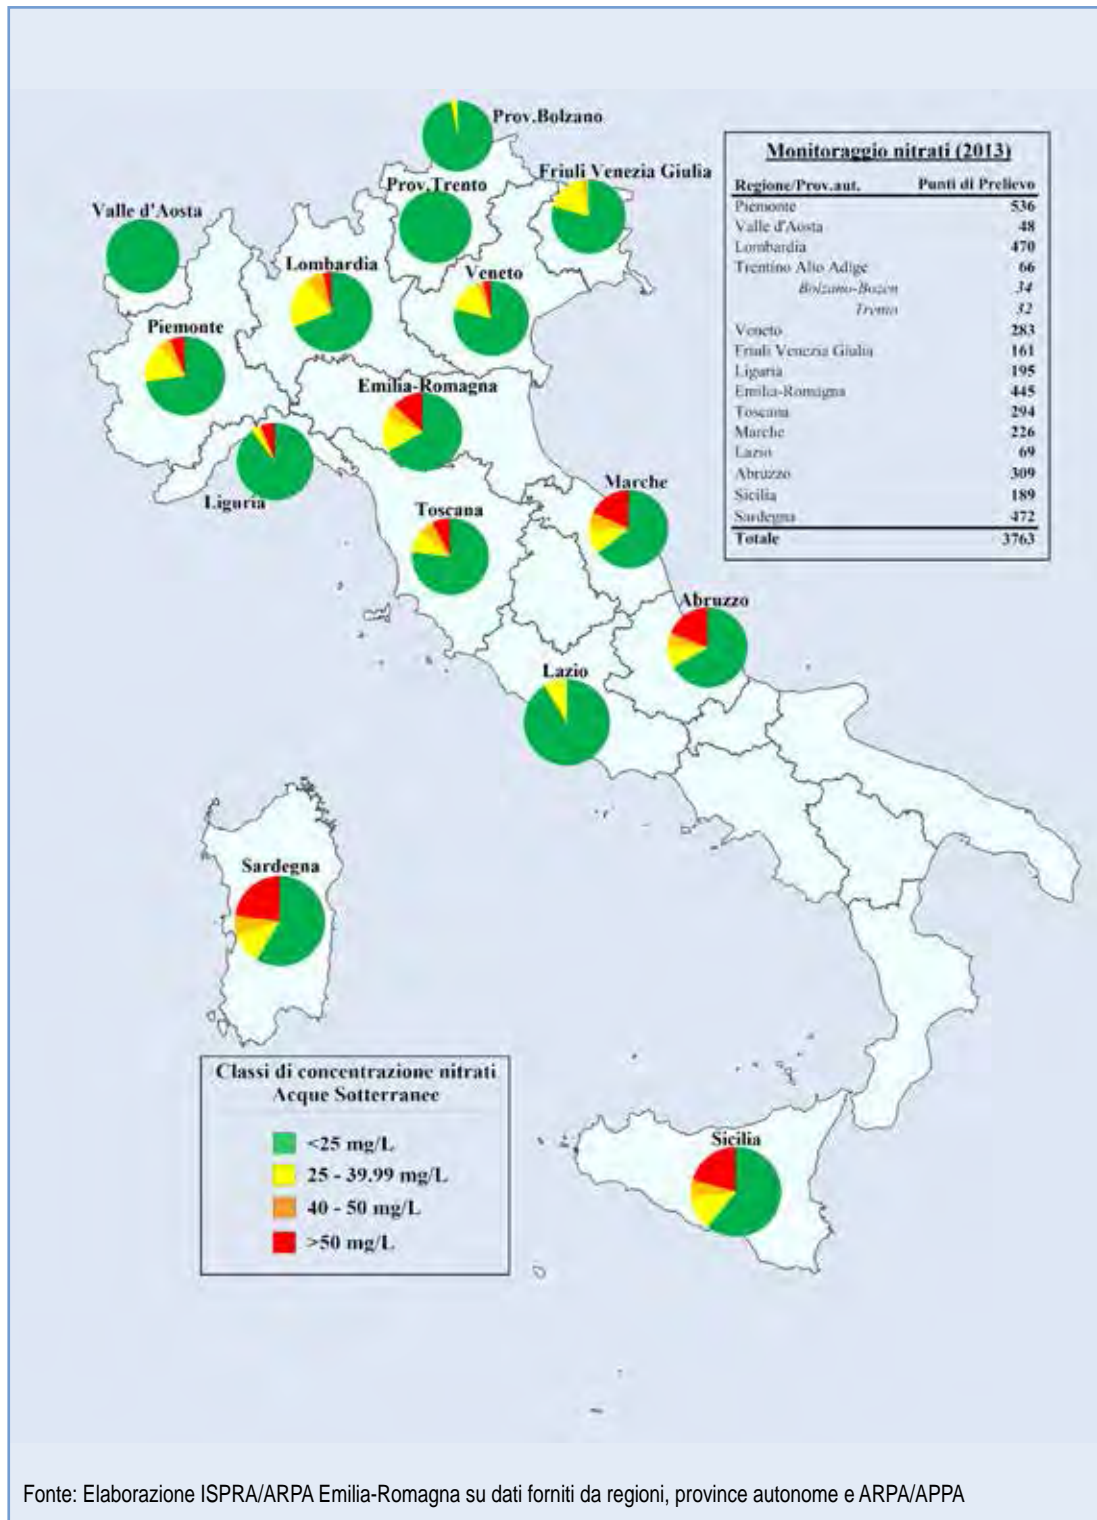 Prov.Bolzano
Friuli Venezia Giulia
Prov.Trento
Valle d'Aosta
Lombardia
Veneto
Piemonte
Emilia-Romagna
Liguria
Toscana
Marche
Abruzzo
Lazio
Sardegna
Sicilia
Monitoraggio nitrati (2013)
Regione/Prov.aut. Punti di Prelievo
Piemonte 536
Valle d'Aosta 48
Lombardia 470
Trentino Alto Adige 66
Bolzano-Bozen 34
Trento 32
Veneto 283
Friuli Venezia Giulia 161
Liguria 195
Emilia-Romagna 445
Toscana 294
Marche 226
Lazio 69
Abruzzo 309
Sicilia 189
Sardegna 472
Totale 3763
Classi di concentrazione nitrati
Acque Sotterranee
<25 mg/L
25 - 39.99 mg/L
40 - 50 mg/L
>50 mg/L
Fonte: Elaborazione ISPRA/ARPA Emilia-Romagna su dati forniti da regioni, province autonome e ARPA/APPA